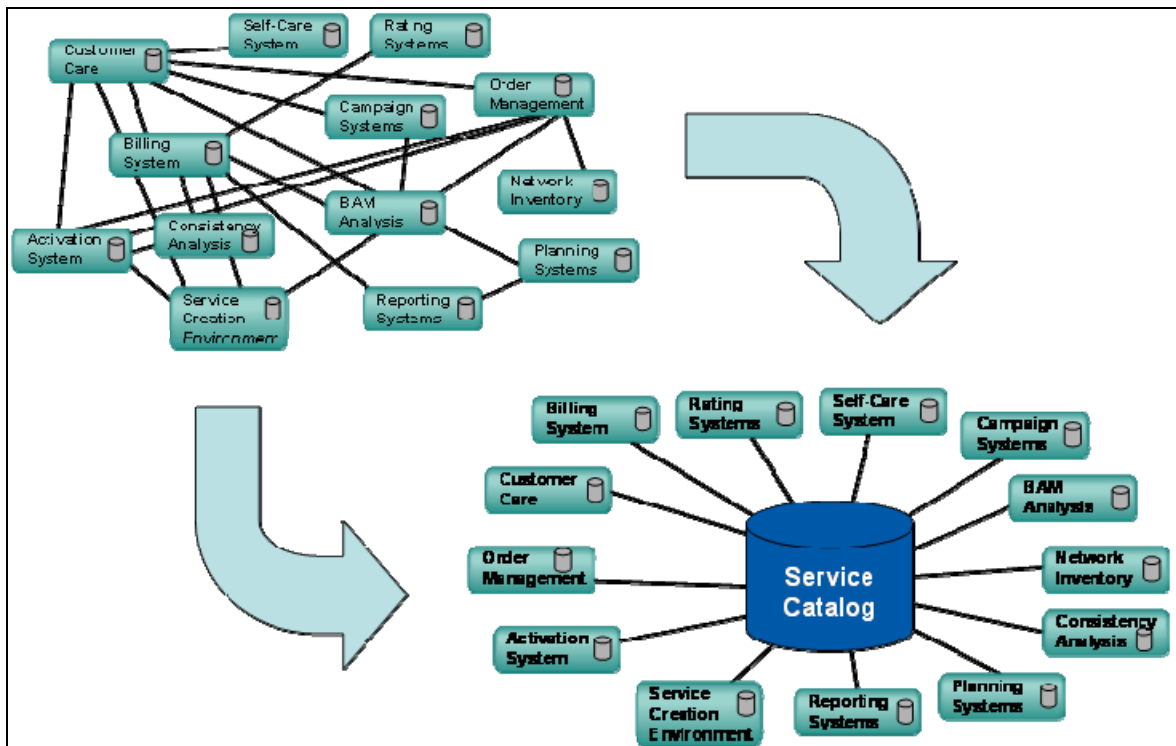 Self-Care
System
Rating
Systems
Customer
Care
Order
Management
Campaign
Systems
Billing
System
Network
Inventory
BAM
Analysis
Consistency
Analysis
Activation
System
Planning
Systems
Service
Creation
Environment
Reporting
Systems
Billing
System
Rating
Systems
Self-Care
System
Campaign
Systems
Customer
Care
BAM
Analysis
Order
Management
Service
Catalog
Network
Inventory
Activation
System
Consistency
Analysis
Service
Creation
Environment
Reporting
Systems
Planning
Systems